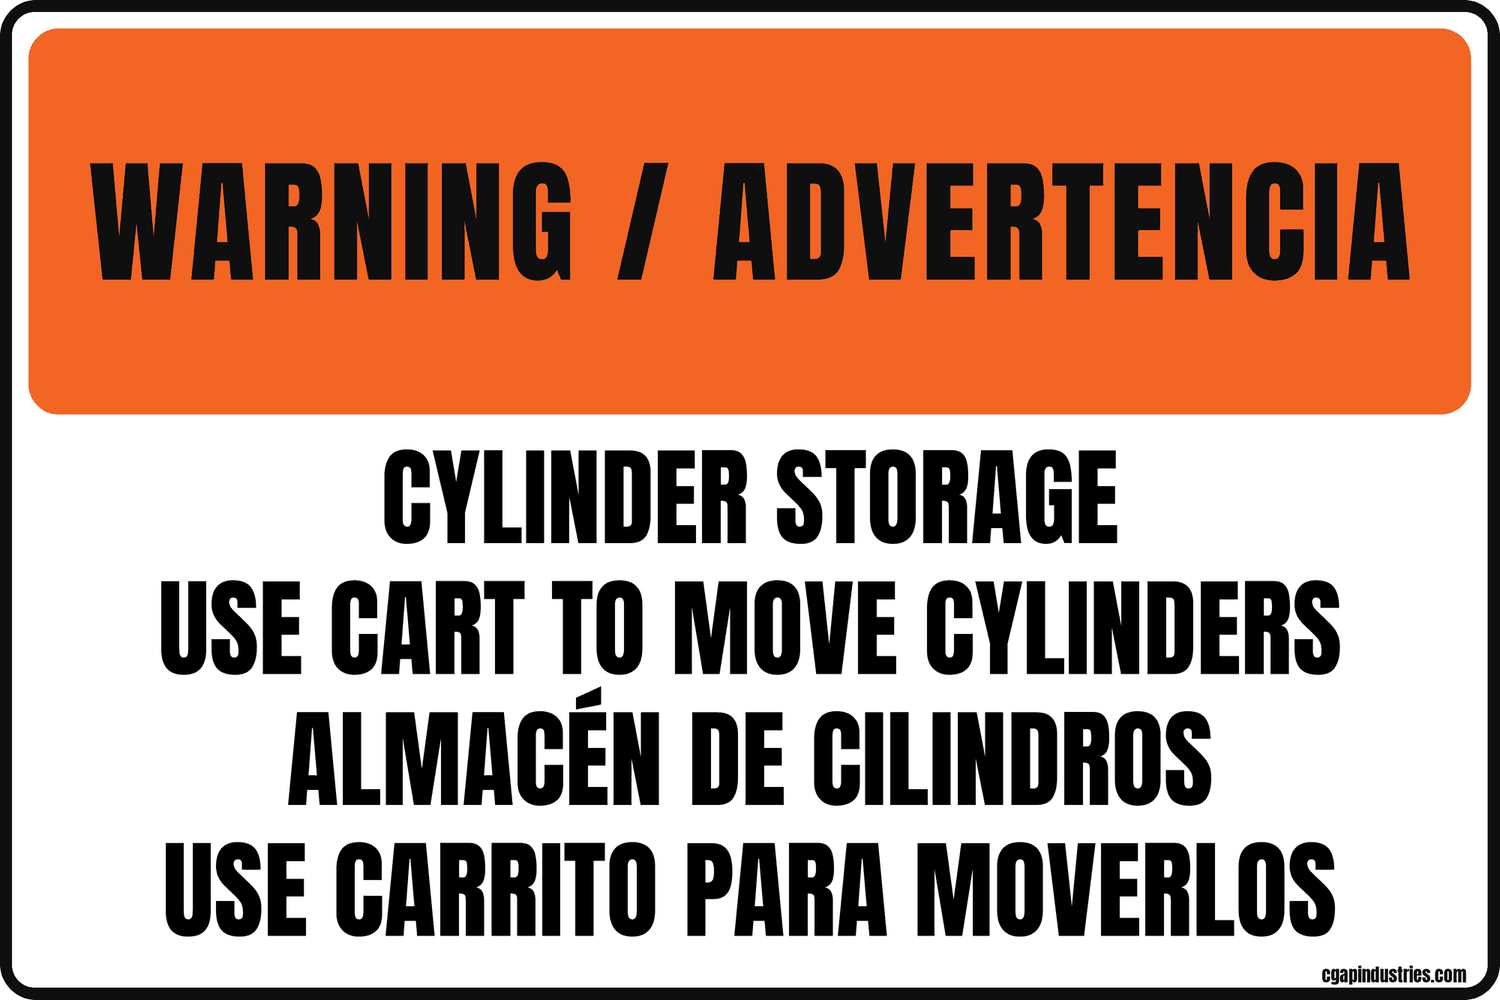 WARNING / ADVERTENCIA
CYLINDER STORAGE
USE CART TO MOVE CYLINDERS
ALMACÉN DE CILINDROS
USE CARRITO PARA MOVERLOS
cgapindustries.com